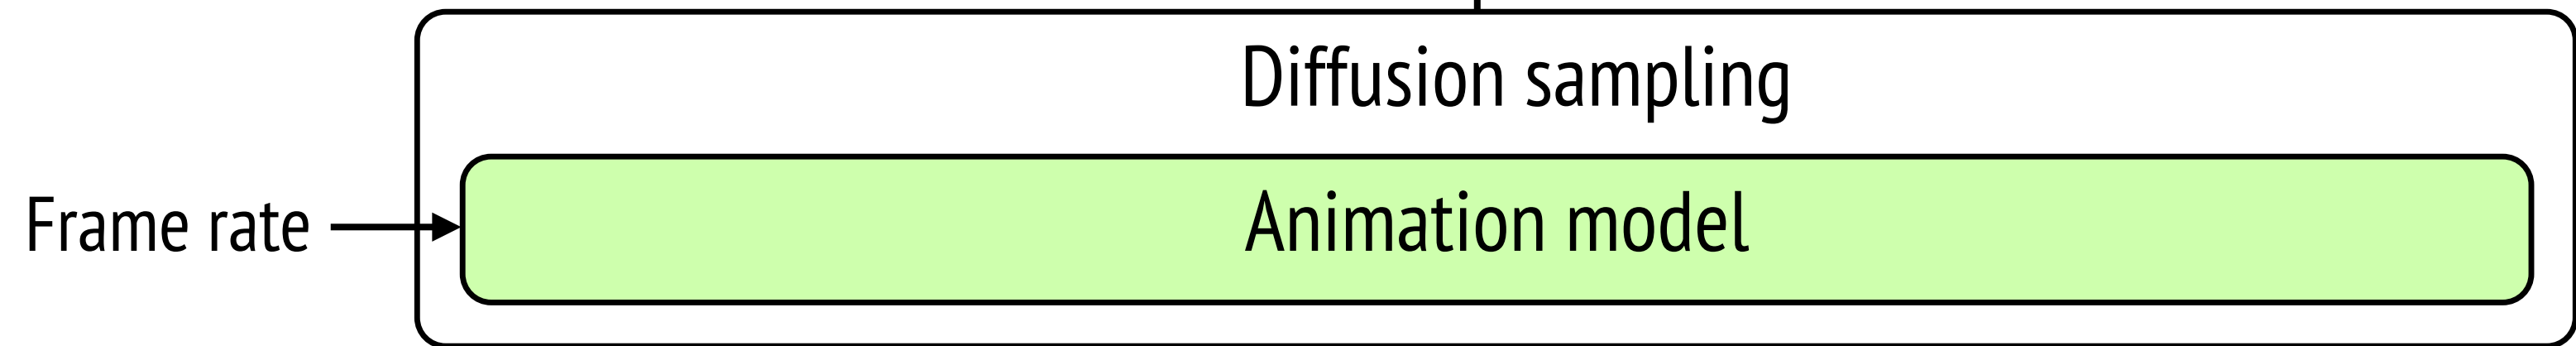 Diffusion sampling
Frame rate
Animation model